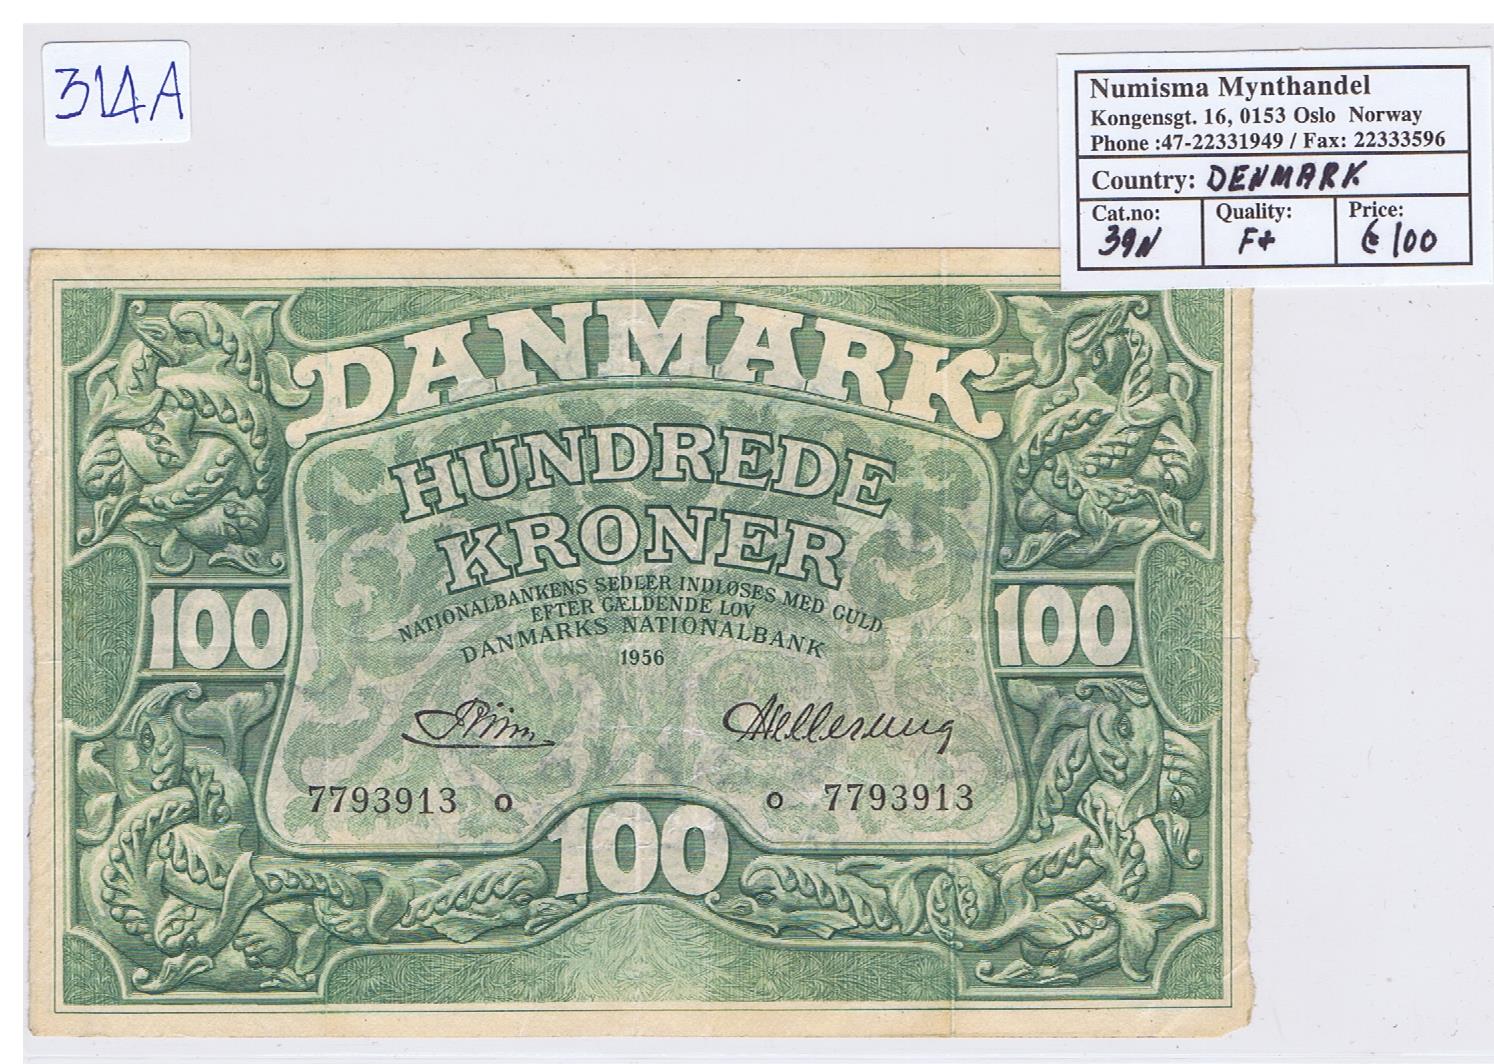 314A
Numisma Mynthandel
Kongensgt. 16, 0153 Oslo Norway
Phone :47-22331949 / Fax: 22333596
Country: DENMARK
Cat.no: Quality: Price:
39N F+ € 100
DANMARK
HUNDREDE
KRONER
NATIONALBANKENS SEDLER INDLØSES MED GULD
EFTER GÆLDENDE LOV
DANMARKS NATIONALBANK
1956
100 100
Riim Hellerung
7793913 o o 7793913
100